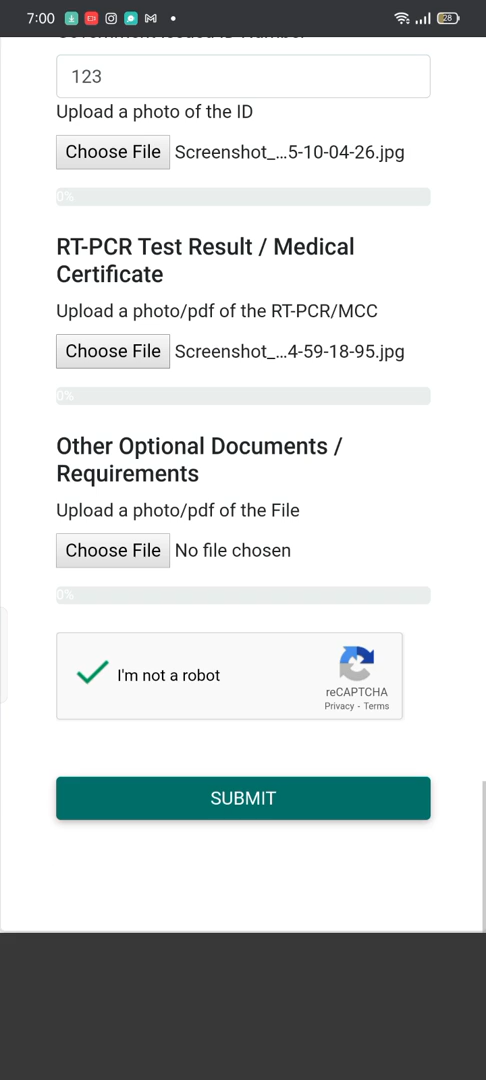 7:00
28
123
Upload a photo of the ID
Choose File Screenshot_...5-10-04-26.jpg
0%
RT-PCR Test Result / Medical
Certificate
Upload a photo/pdf of the RT-PCR/MCC
Choose File Screenshot_...4-59-18-95.jpg
0%
Other Optional Documents /
Requirements
Upload a photo/pdf of the File
Choose File No file chosen
0%
I'm not a robot
reCAPTCHA
Privacy - Terms
SUBMIT